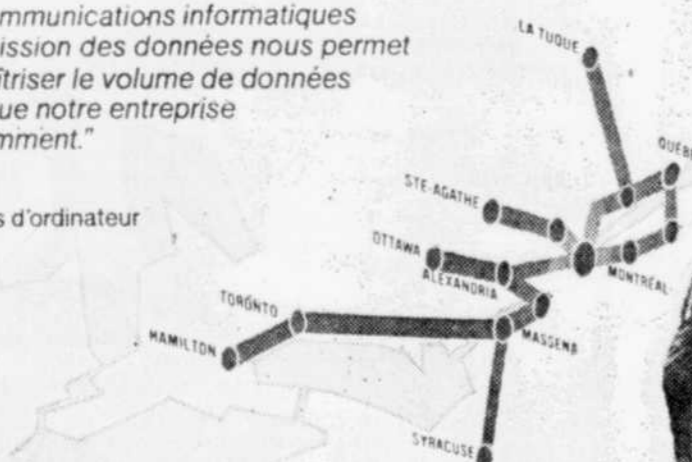 mmunications informatiques
ission des données nous permet
îtriser le volume de données
ue notre entreprise
mment."
s d'ordinateur
LA TUQUE
QUÉB
STE-AGATHE
OTTAWA
ALEXANDRIA
MONTRÉAL
TORONTO
MASSENA
HAMILTON
SYRACUSE